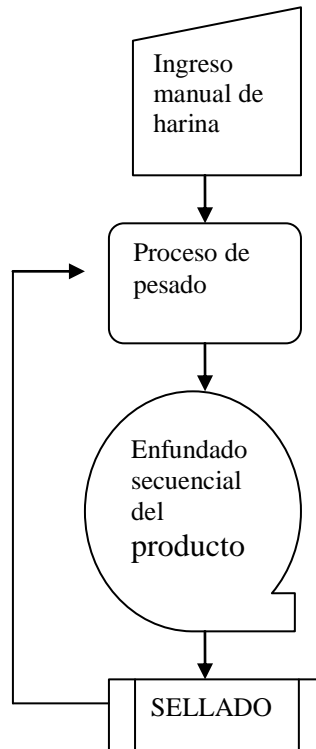 Ingreso
manual de
harina
Proceso de
pesado
Enfundado
secuencial
del
producto
SELLADO